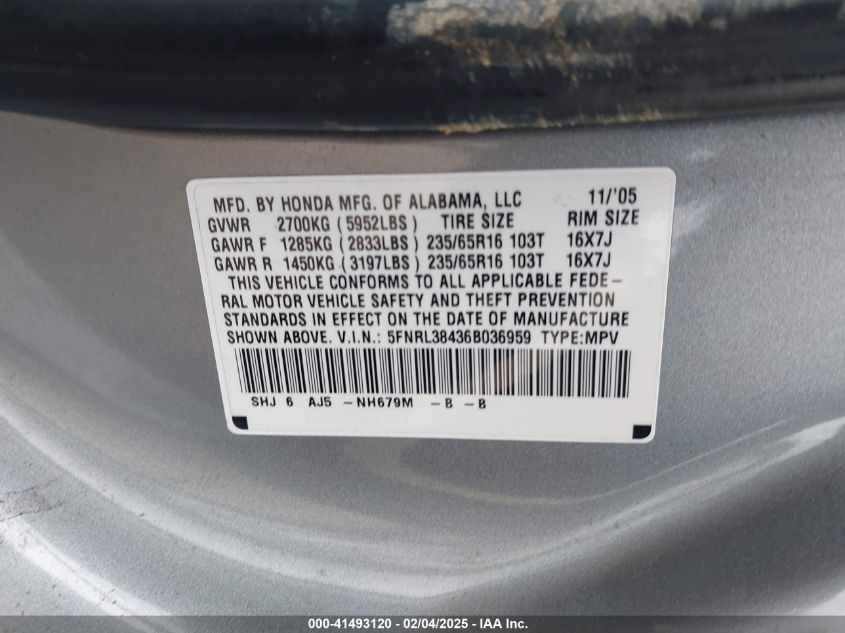 MFD. BY HONDA MFG. OF ALABAMA, LLC 11/'05
GVWR 2700KG (5952LBS) TIRE SIZE RIM SIZE
GAWR F 1285KG (2833LBS) 235/65R16 103T 16X7J
GAWR R 1450KG (3197LBS) 235/65R16 103T 16X7J
THIS VEHICLE CONFORMS TO ALL APPLICABLE FEDE-
RAL MOTOR VEHICLE SAFETY AND THEFT PREVENTION
STANDARDS IN EFFECT ON THE DATE OF MANUFACTURE
SHOWN ABOVE. V.I.N.: 5FNRL38436B036959 TYPE:MPV
SHJ 6 AJ5 -NH679M -B -B
000-41493120 - 02/04/2025 - IAA Inc.